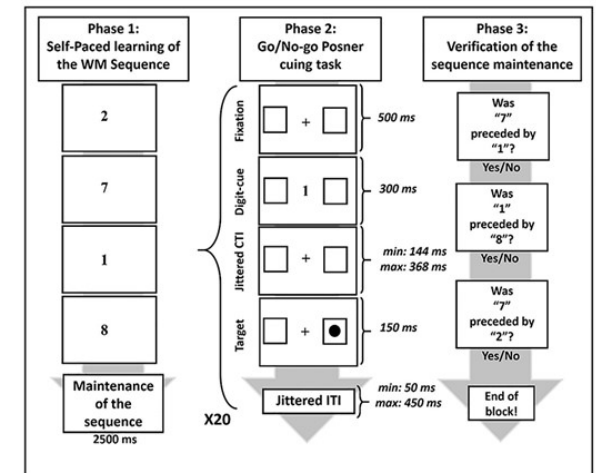 Phase 1:
Self-Paced learning of
the WM Sequence
2
7
1
8
Maintenance
of the
sequence
2500 ms
Phase 2:
Go/No-go Posner
cuing task
Fixation
+
500 ms
Digit-cue
1
300 ms
Jittered CTI
+
min: 144 ms
max: 368 ms
Target
+
150 ms
X20
Jittered ITI
min: 50 ms
max: 450 ms
Phase 3:
Verification of the
sequence maintenance
Was
“7”
preceded by
“1”?
Yes/No
Was
“1”
preceded by
“8”?
Yes/No
Was
“7”
preceded by
“2”?
Yes/No
End of
block!